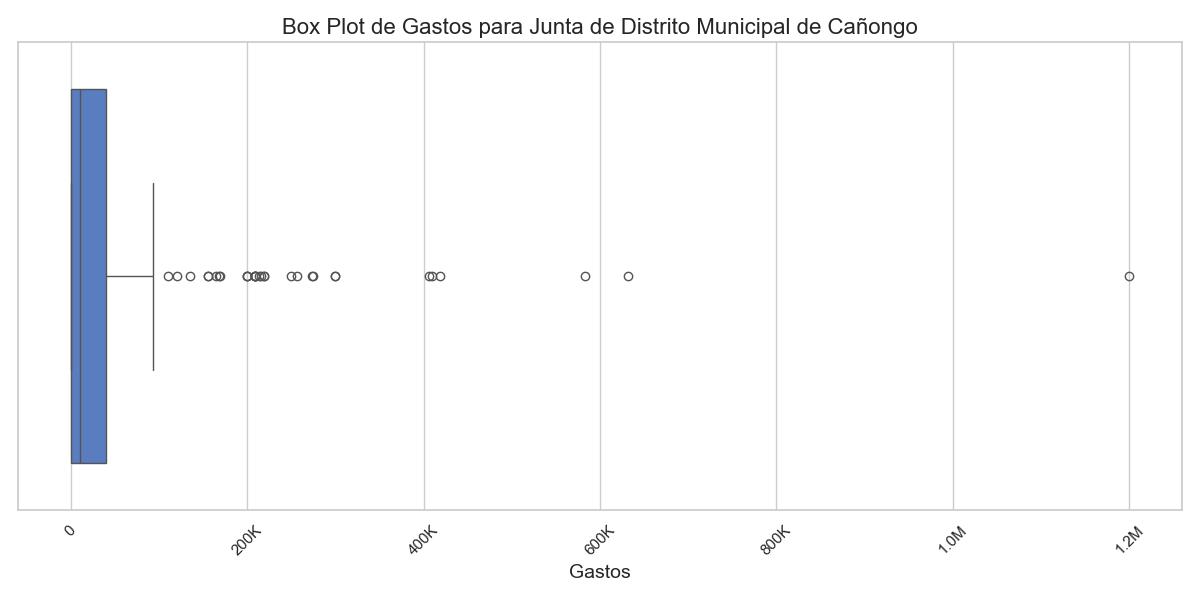 Box Plot de Gastos para Junta de Distrito Municipal de Cañongo
0
200K
400K
600K
800K
1.0M
1.2M
Gastos